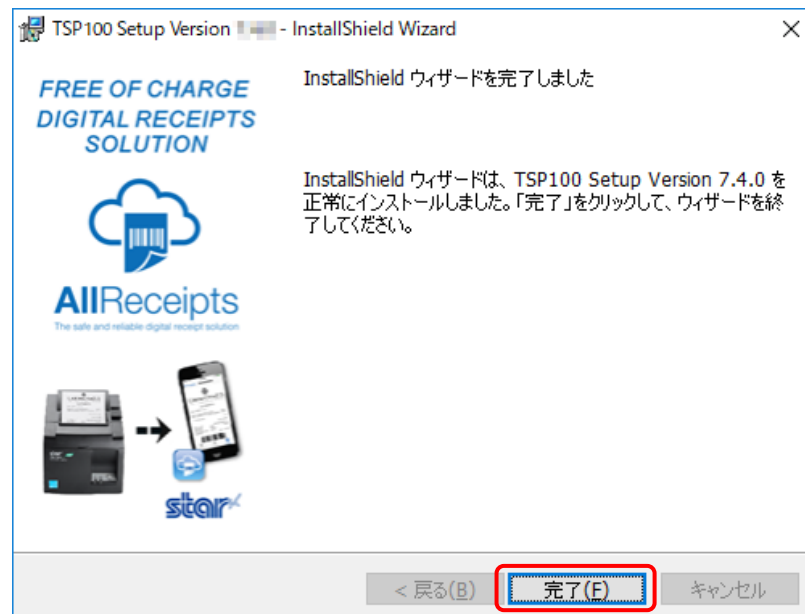 TSP100 Setup Version - InstallShield Wizard
FREE OF CHARGE
DIGITAL RECEIPTS
SOLUTION
AllReceipts
The safe and reliable digital receipt solution
star
InstallShield ウィザードを完了しました
InstallShield ウィザードは、TSP100 Setup Version 7.4.0 を
正常にインストールしました。「完了」をクリックして、ウィザードを終
了してください。
< 戻る(B)
完了(F)
キャンセル